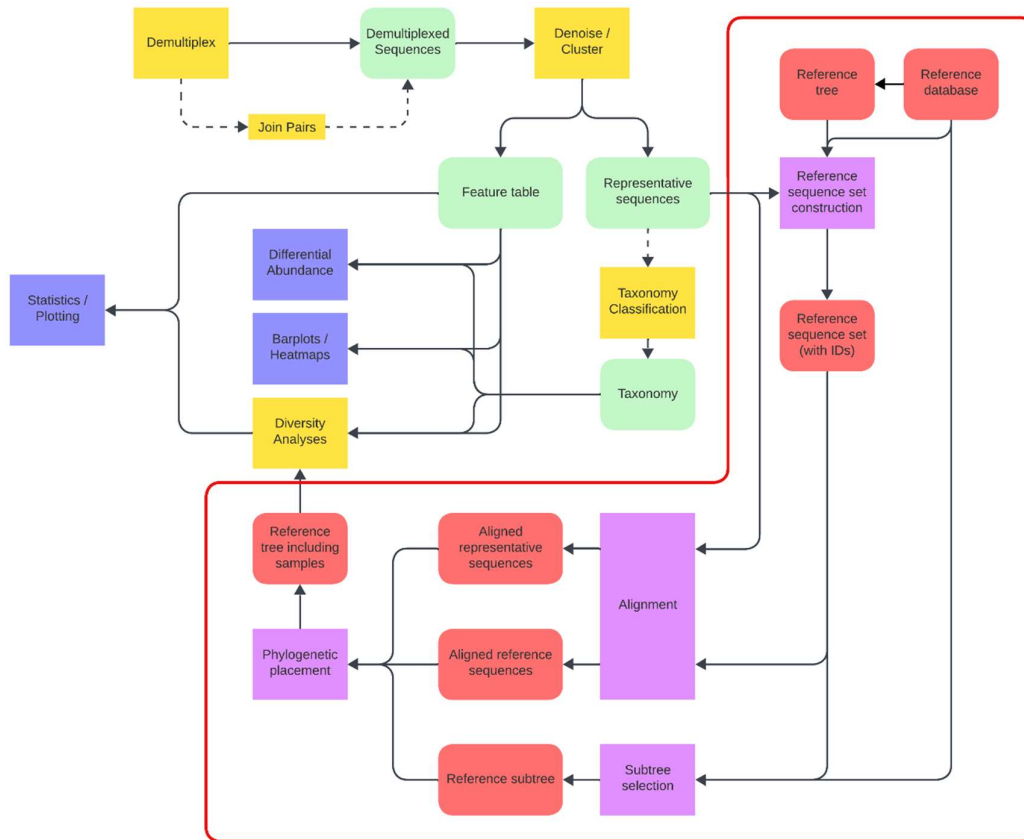 Demultiplex
Demultiplexed
Sequences
Denoise /
Cluster
Reference
tree
Reference
database
Join Pairs
Feature table
Representative
sequences
Reference
sequence set
construction
Differential
Abundance
Statistics /
Plotting
Taxonomy
Classification
Barplots /
Heatmaps
Reference
sequence set
(with IDs)
Taxonomy
Diversity
Analyses
Reference
tree including
samples
Aligned
representative
sequences
Alignment
Phylogenetic
placement
Aligned reference
sequences
Reference subtree
Subtree
selection